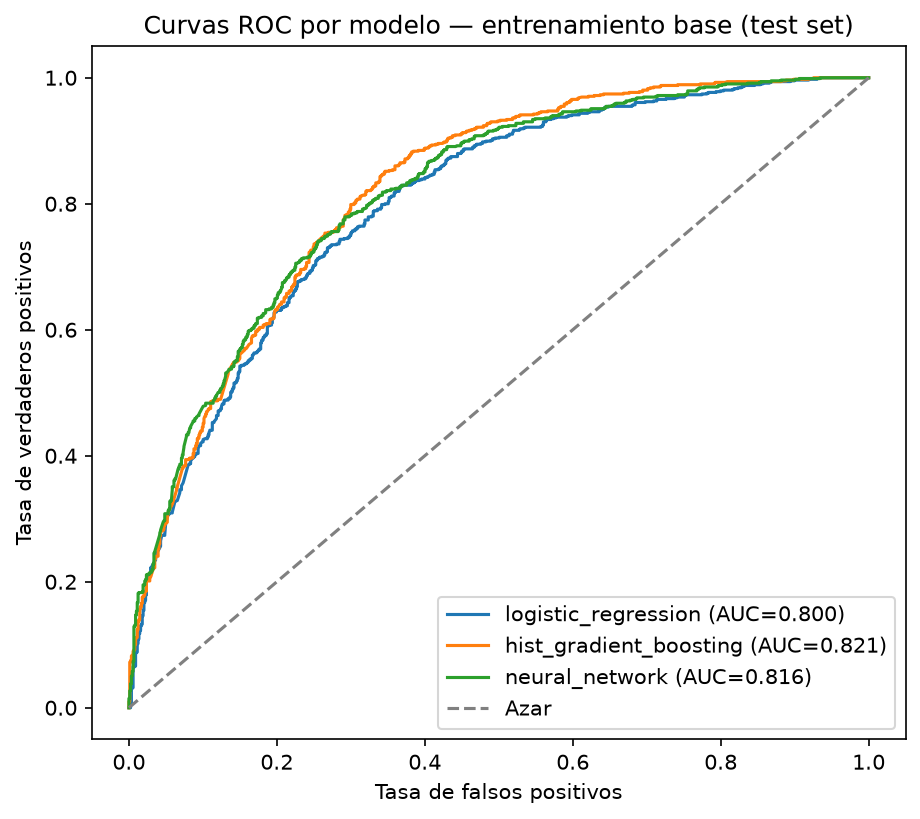 Curvas ROC por modelo — entrenamiento base (test set)
Tasa de verdaderos positivos
1.0
0.8
0.6
0.4
0.2
0.0
logistic_regression (AUC=0.800)
hist_gradient_boosting (AUC=0.821)
neural_network (AUC=0.816)
Azar
0.0 0.2 0.4 0.6 0.8 1.0
Tasa de falsos positivos